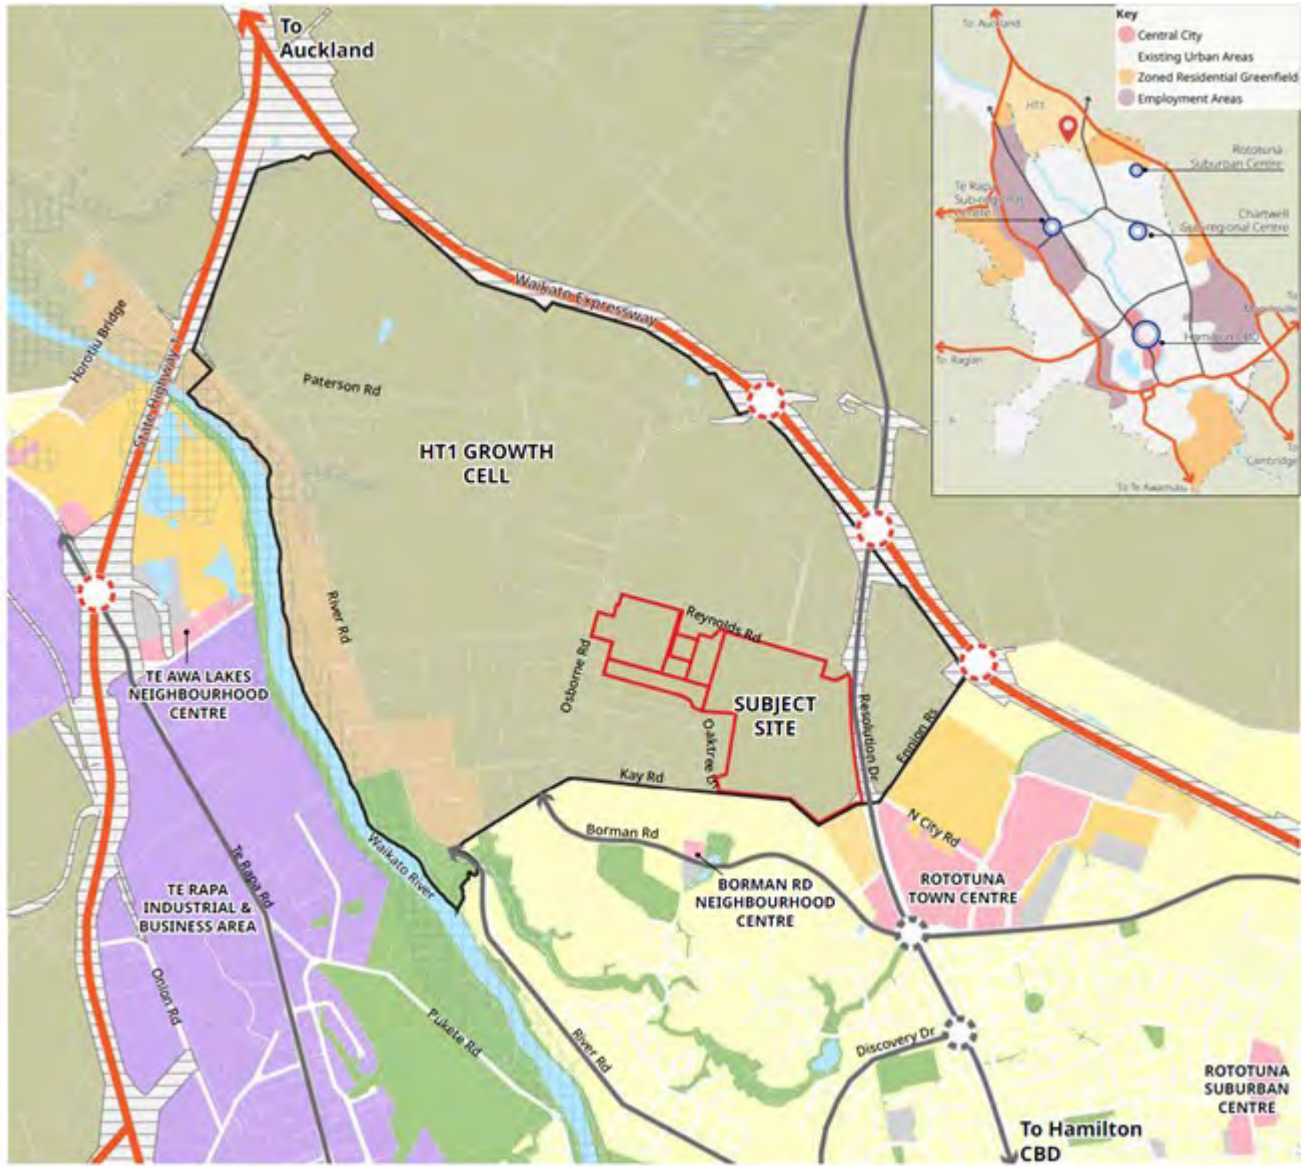 To
Auckland
Waikato Expressway
Horotiu Bridge
State Highway 1
Paterson Rd
HT1 GROWTH
CELL
River Rd
Reynolds Rd
Osborne Rd
SUBJECT
SITE
Oaktree Dr
Resolution Dr
Kay Rd
TE AWA LAKES
NEIGHBOURHOOD
CENTRE
Borman Rd
N City Rd
BORMAN RD
NEIGHBOURHOOD
CENTRE
ROTOTUNA
TOWN CENTRE
Waikato River
Te Rapa Rd
TE RAPA
INDUSTRIAL &
BUSINESS AREA
Onion Rd
Pukete Rd
River Rd
Discovery Dr
ROTOTUNA
SUBURBAN
CENTRE
To Hamilton
CBD
Key
Central City
Existing Urban Areas
Zoned Residential Greenfield
Employment Areas
To Auckland
HT1
Rototuna
Suburban Centre
Te Rapa
Chartwell
Hamilton CBD
To Raglan
To
Cambridge
To Te Awamutu